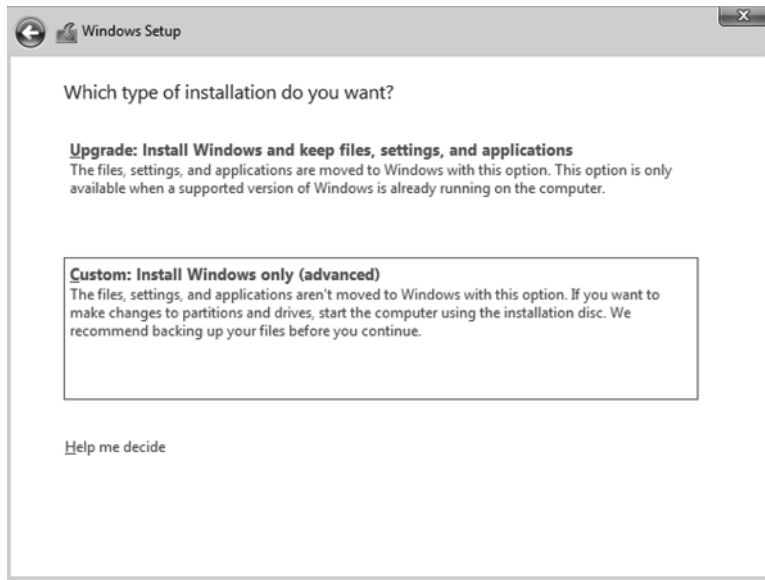 Windows Setup
Which type of installation do you want?
Upgrade: Install Windows and keep files, settings, and applications
The files, settings, and applications are moved to Windows with this option. This option is only
available when a supported version of Windows is already running on the computer.
Custom: Install Windows only (advanced)
The files, settings, and applications aren't moved to Windows with this option. If you want to
make changes to partitions and drives, start the computer using the installation disc. We
recommend backing up your files before you continue.
Help me decide